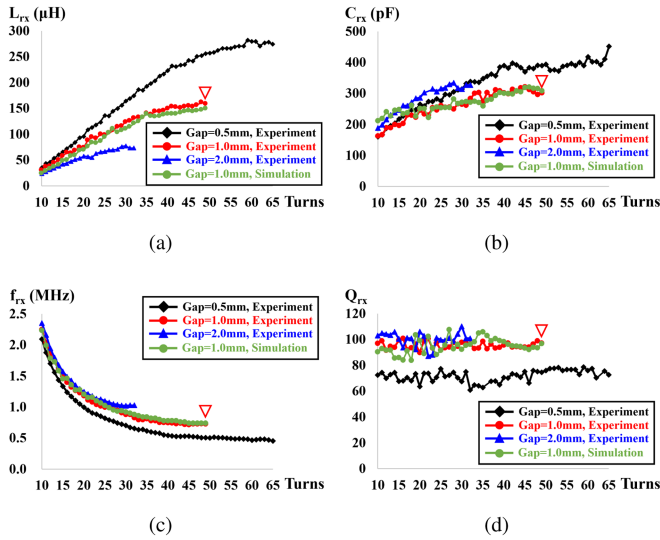 L_rx (μH)
300
250
200
150
100
50
0
Gap=0.5mm, Experiment
Gap=1.0mm, Experiment
Gap=2.0mm, Experiment
Gap=1.0mm, Simulation
10 15 20 25 30 35 40 45 50 55 60 65 Turns
(a)
C_rx (pF)
500
400
300
200
100
0
Gap=0.5mm, Experiment
Gap=1.0mm, Experiment
Gap=2.0mm, Experiment
Gap=1.0mm, Simulation
10 15 20 25 30 35 40 45 50 55 60 65 Turns
(b)
f_rx (MHz)
2.5
2.0
1.5
1.0
0.5
0.0
Gap=0.5mm, Experiment
Gap=1.0mm, Experiment
Gap=2.0mm, Experiment
Gap=1.0mm, Simulation
10 15 20 25 30 35 40 45 50 55 60 65 Turns
(c)
Q_rx
120
100
80
60
40
20
0
Gap=0.5mm, Experiment
Gap=1.0mm, Experiment
Gap=2.0mm, Experiment
Gap=1.0mm, Simulation
10 15 20 25 30 35 40 45 50 55 60 65 Turns
(d)